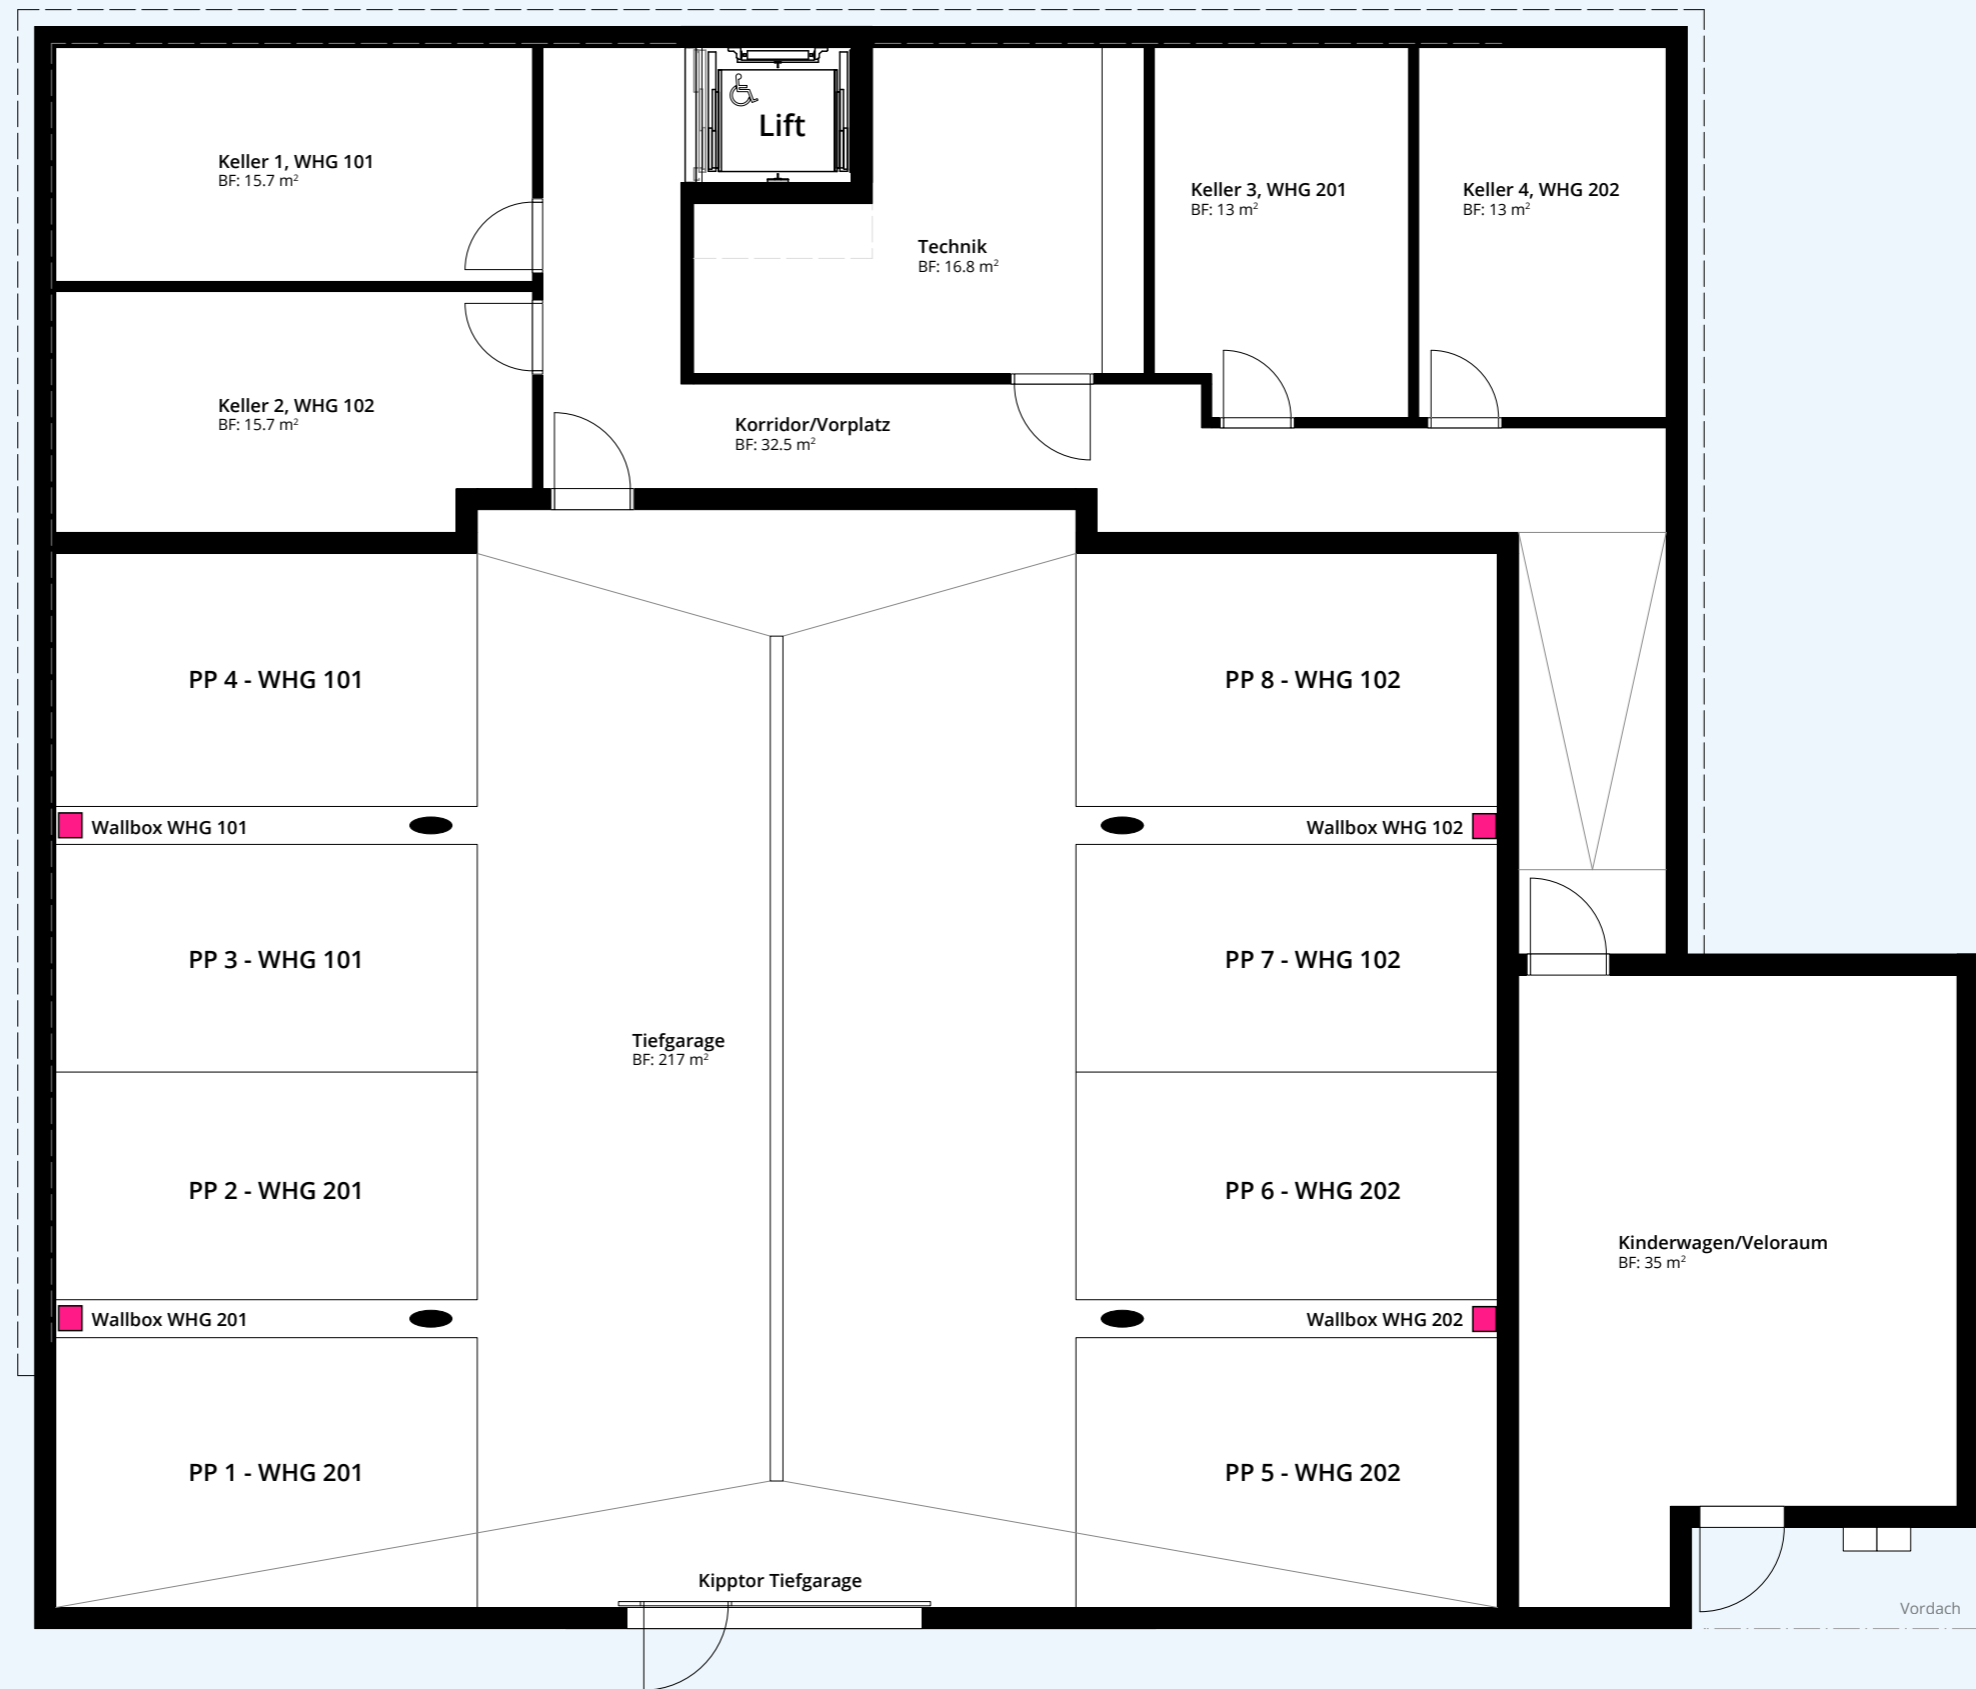 Lift
Keller 1, WHG 101
BF: 15.7 m²
Keller 3, WHG 201
BF: 13 m²
Keller 4, WHG 202
BF: 13 m²
Technik
BF: 16.8 m²
Keller 2, WHG 102
BF: 15.7 m²
Korridor/Vorplatz
BF: 32.5 m²
PP 4 - WHG 101
PP 8 - WHG 102
Wallbox WHG 101
Wallbox WHG 102
PP 3 - WHG 101
PP 7 - WHG 102
Tiefgarage
BF: 217 m²
PP 2 - WHG 201
PP 6 - WHG 202
Kinderwagen/Veloraum
BF: 35 m²
Wallbox WHG 201
Wallbox WHG 202
PP 1 - WHG 201
PP 5 - WHG 202
Kipptor Tiefgarage
Vordach